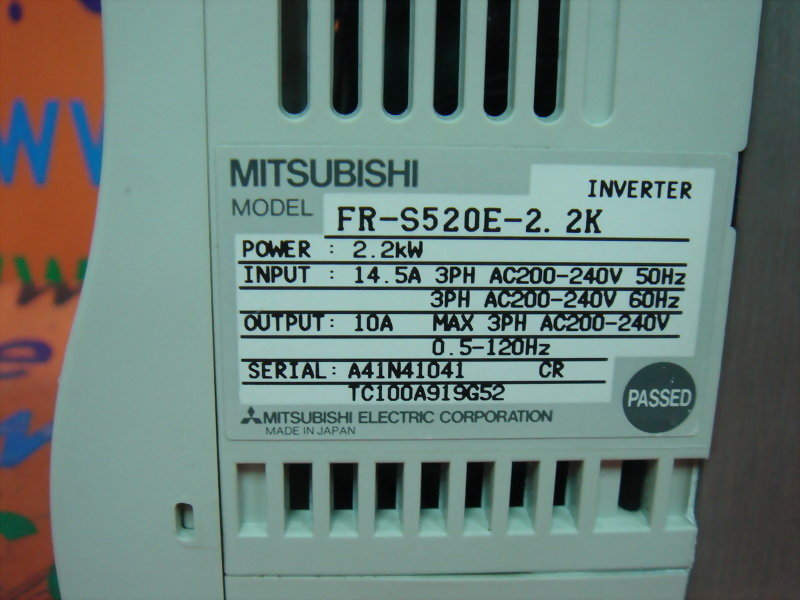 MITSUBISHI
INVERTER
MODEL FR-S520E-2.2K
POWER : 2.2kW
INPUT : 14.5A 3PH AC200-240V 50Hz
3PH AC200-240V 60Hz
OUTPUT: 10A MAX 3PH AC200-240V
0.5-120Hz
SERIAL: A41N41041 CR
TC100A919G52
PASSED
MITSUBISHI ELECTRIC CORPORATION
MADE IN JAPAN